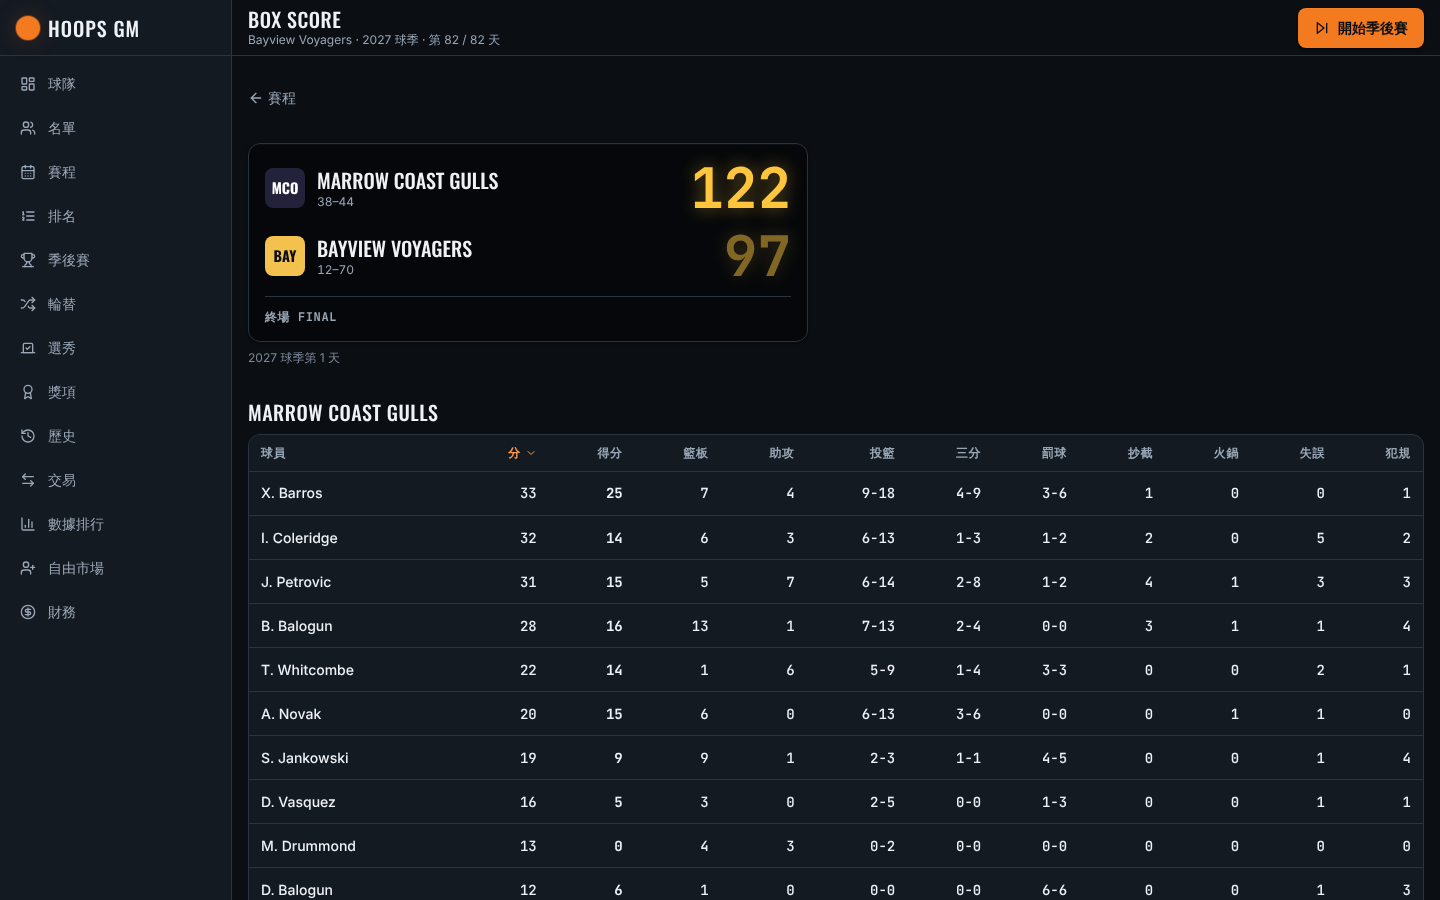 HOOPS GM
球隊
名單
賽程
排名
季後賽
輪替
選秀
獎項
歷史
交易
數據排行
自由市場
財務
BOX SCORE
Bayview Voyagers · 2027 球季 · 第 82 / 82 天
開始季後賽
← 賽程
MCO MARROW COAST GULLS 122
38–44
BAY BAYVIEW VOYAGERS 97
12–70
終場 FINAL
2027 球季第 1 天
MARROW COAST GULLS
球員 分 得分 籃板 助攻 投籃 三分 罰球 抄截 火鍋 失誤 犯規
X. Barros 33 25 7 4 9-18 4-9 3-6 1 0 0 1
I. Coleridge 32 14 6 3 6-13 1-3 1-2 2 0 5 2
J. Petrovic 31 15 5 7 6-14 2-8 1-2 4 1 3 3
B. Balogun 28 16 13 1 7-13 2-4 0-0 3 1 1 4
T. Whitcombe 22 14 1 6 5-9 1-4 3-3 0 0 2 1
A. Novak 20 15 6 0 6-13 3-6 0-0 0 1 1 0
S. Jankowski 19 9 9 1 2-3 1-1 4-5 0 0 1 4
D. Vasquez 16 5 3 0 2-5 0-0 1-3 0 0 1 1
M. Drummond 13 0 4 3 0-2 0-0 0-0 0 0 0 0
D. Balogun 12 6 1 0 0-0 0-0 6-6 0 0 1 3